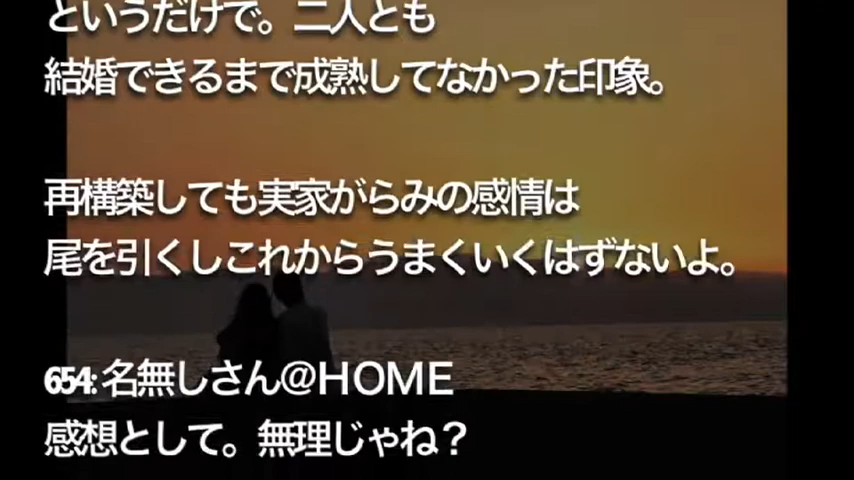 というだけで。二人とも
結婚できるまで成熟してなかった印象。
再構築しても実家がらみの感情は
尾を引くしこれからうまくいくはずないよ。
654:名無しさん@HOME
感想として。無理じゃね？